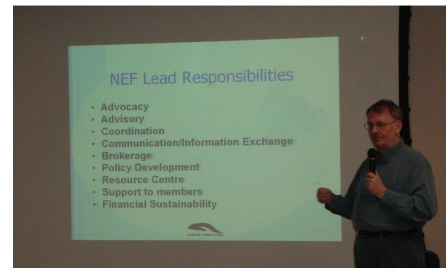 NEF Lead Responsibilities
• Advocacy
• Advisory
• Coordination
• Communication/Information Exchange
• Brokerage
• Policy Development
• Resource Centre
• Support to members
• Financial Sustainability